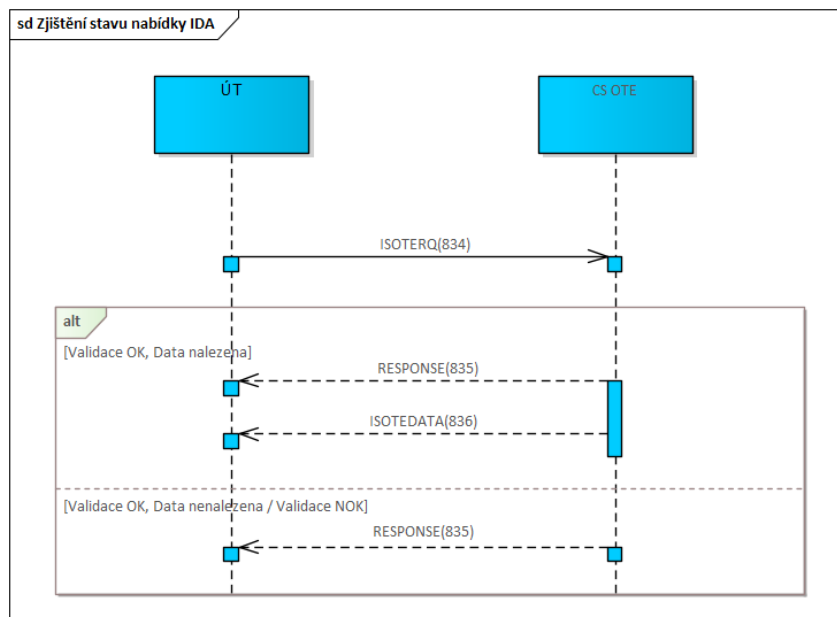 sd Zjištění stavu nabídky IDA
ÚT
CS OTE
ISOTERQ(834)
alt
[Validace OK, Data nalezena]
RESPONSE(835)
ISOTEDATA(836)
[Validace OK, Data nenalezena / Validace NOK]
RESPONSE(835)